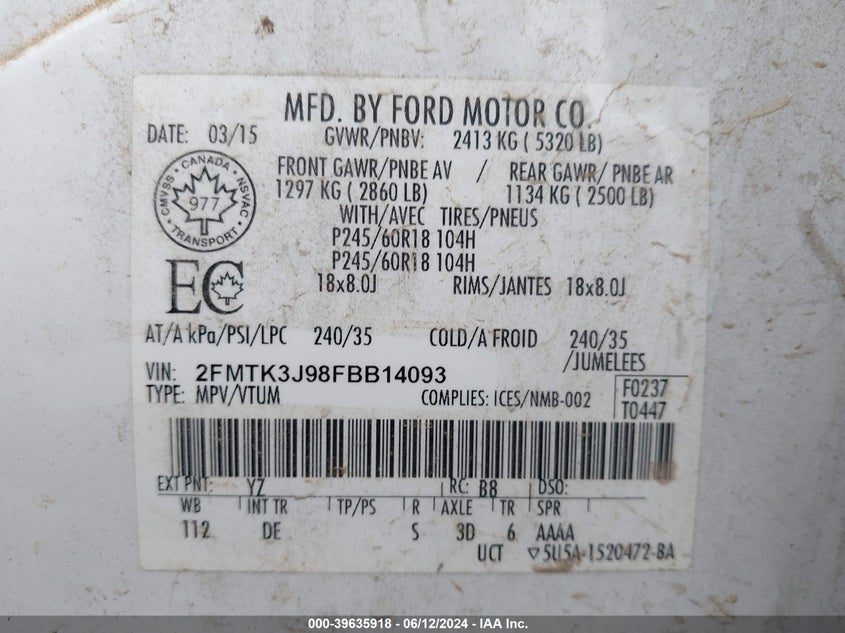 MFD. BY FORD MOTOR CO.
DATE: 03/15 GVWR/PNBV: 2413 KG ( 5320 LB)
FRONT GAWR/PNBE AV / REAR GAWR/ PNBE AR
1297 KG ( 2860 LB) 1134 KG ( 2500 LB)
CANADA
CMVSS 977 NSVAC
TRANSPORT
WITH/AVEC TIRES/PNEUS
P245/60R18 104H
P245/60R18 104H
EC
18x8.0J RIMS/JANTES 18x8.0J
AT/A kPa/PSI/LPC 240/35 COLD/A FROID 240/35
/JUMELEES
VIN: 2FMTK3J98FBB14093
TYPE: MPV/VTUM COMPLIES: ICES/NMB-002
F0237
T0447
EXT PNT: YZ RC: B8 DSO:
WB INT TR TP/PS R AXLE TR SPR
112 DE S 3D 6 AAAA
UCT ▽5U5A-1520472-BA
000-39635918 - 06/12/2024 - IAA Inc.